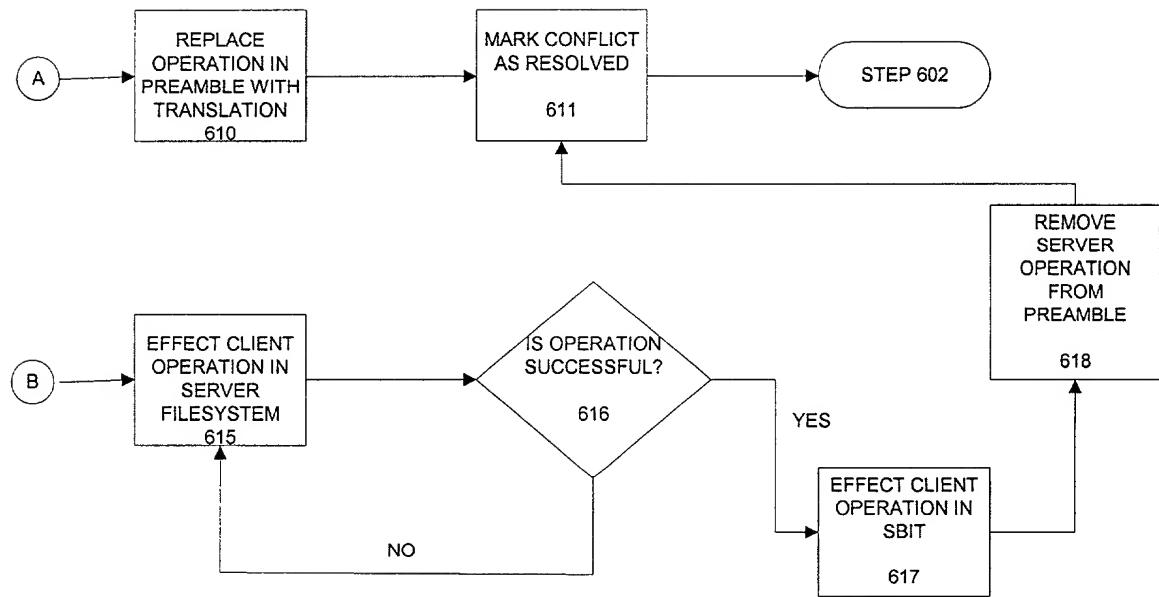 A
REPLACE
OPERATION IN
PREAMBLE WITH
TRANSLATION
610
MARK CONFLICT
AS RESOLVED
611
STEP 602
REMOVE
SERVER
OPERATION
FROM
PREAMBLE
618
B
EFFECT CLIENT
OPERATION IN
SERVER
FILESYSTEM
615
IS OPERATION
SUCCESSFUL?
616
YES
NO
EFFECT CLIENT
OPERATION IN
SBIT
617